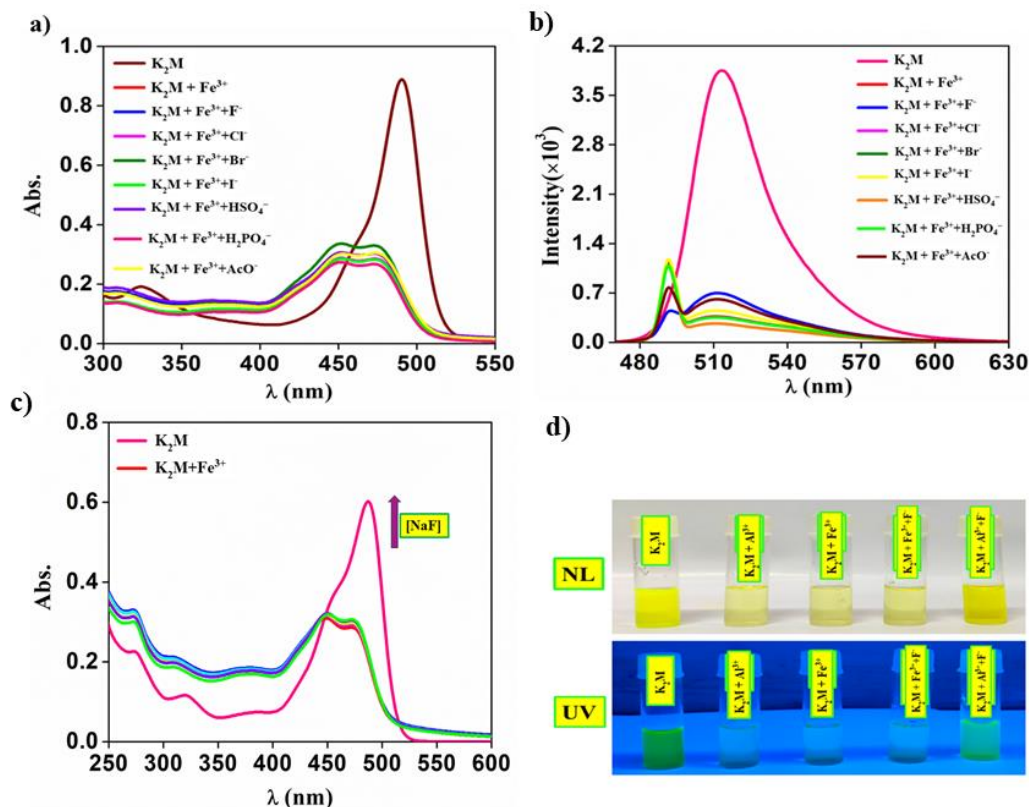 a)
Abs.
1.0
0.8
0.6
0.4
0.2
0.0
K₂M
K₂M + Fe³⁺
K₂M + Fe³⁺+F⁻
K₂M + Fe³⁺+Cl⁻
K₂M + Fe³⁺+Br⁻
K₂M + Fe³⁺+I⁻
K₂M + Fe³⁺+HSO₄⁻
K₂M + Fe³⁺+H₂PO₄⁻
K₂M + Fe³⁺+AcO⁻
300 350 400 450 500 550
λ (nm)
b)
Intensity(×10³)
4.2
3.5
2.8
2.1
1.4
0.7
0.0
K₂M
K₂M + Fe³⁺
K₂M + Fe³⁺+F⁻
K₂M + Fe³⁺+Cl⁻
K₂M + Fe³⁺+Br⁻
K₂M + Fe³⁺+I⁻
K₂M + Fe³⁺+HSO₄⁻
K₂M + Fe³⁺+H₂PO₄⁻
K₂M + Fe³⁺+AcO⁻
480 510 540 570 600 630
λ (nm)
c)
Abs.
0.8
0.6
0.4
0.2
0.0
K₂M
K₂M+Fe³⁺
[NaF]
250 300 350 400 450 500 550 600
λ (nm)
d)
NL
K₂M
K₂M + Al³⁺
K₂M + Fe³⁺
K₂M + Fe³⁺+F⁻
K₂M + Al³⁺+F⁻
UV
K₂M
K₂M + Al³⁺
K₂M + Fe³⁺
K₂M + Fe³⁺+F⁻
K₂M + Al³⁺+F⁻